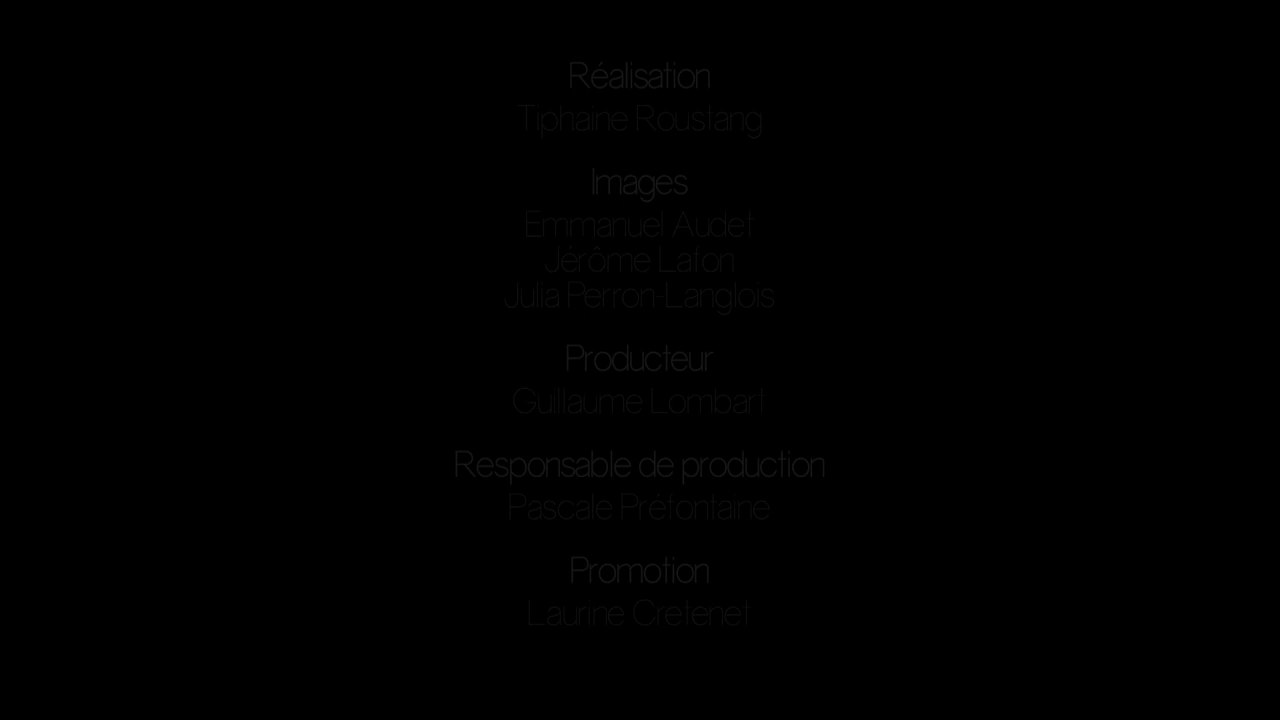 Réalisation
Tiphaine Roustang
Images
Emmanuel Audet
Jérôme Lafon
Julia Perron-Langlois
Producteur
Guillaume Lombart
Responsable de production
Pascale Préfontaine
Promotion
Laurine Cretenet